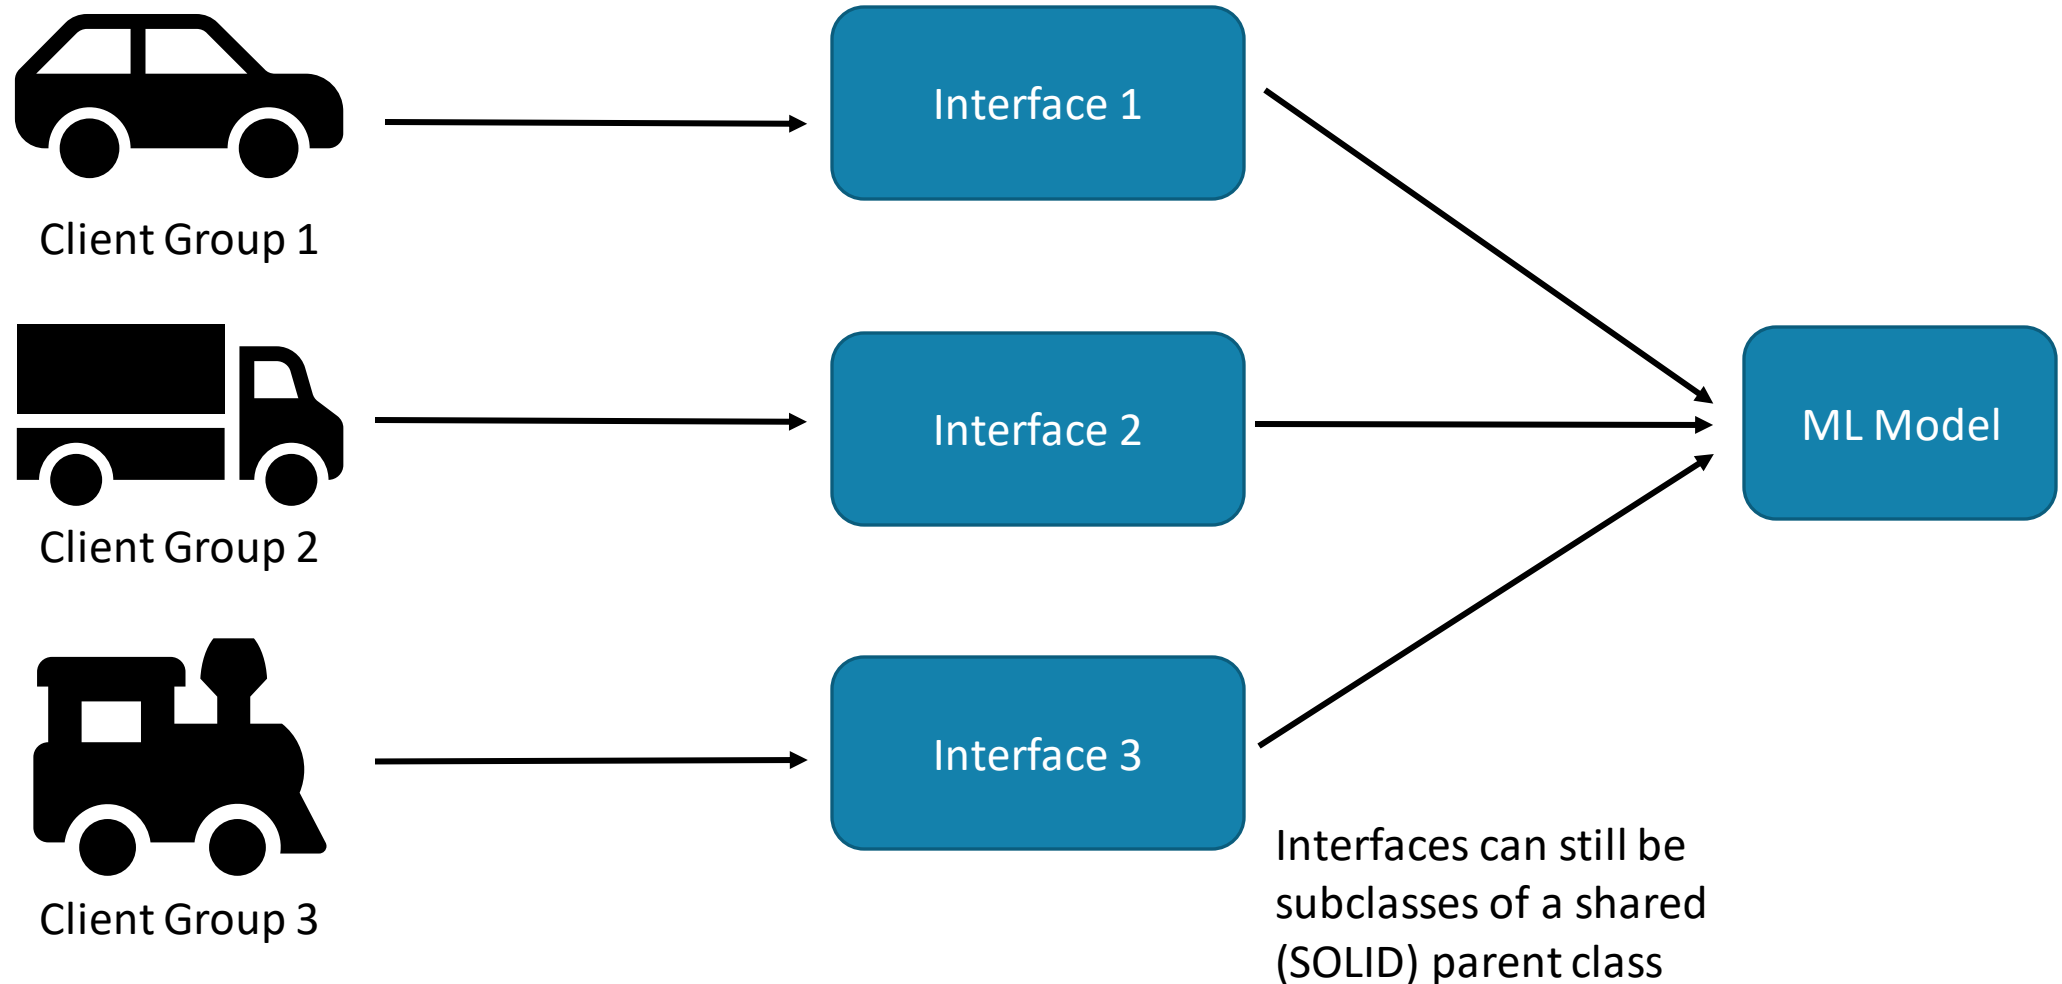 Interface 1
Client Group 1
Interface 2
ML Model
Client Group 2
Interface 3
Client Group 3
Interfaces can still be
subclasses of a shared
(SOLID) parent class